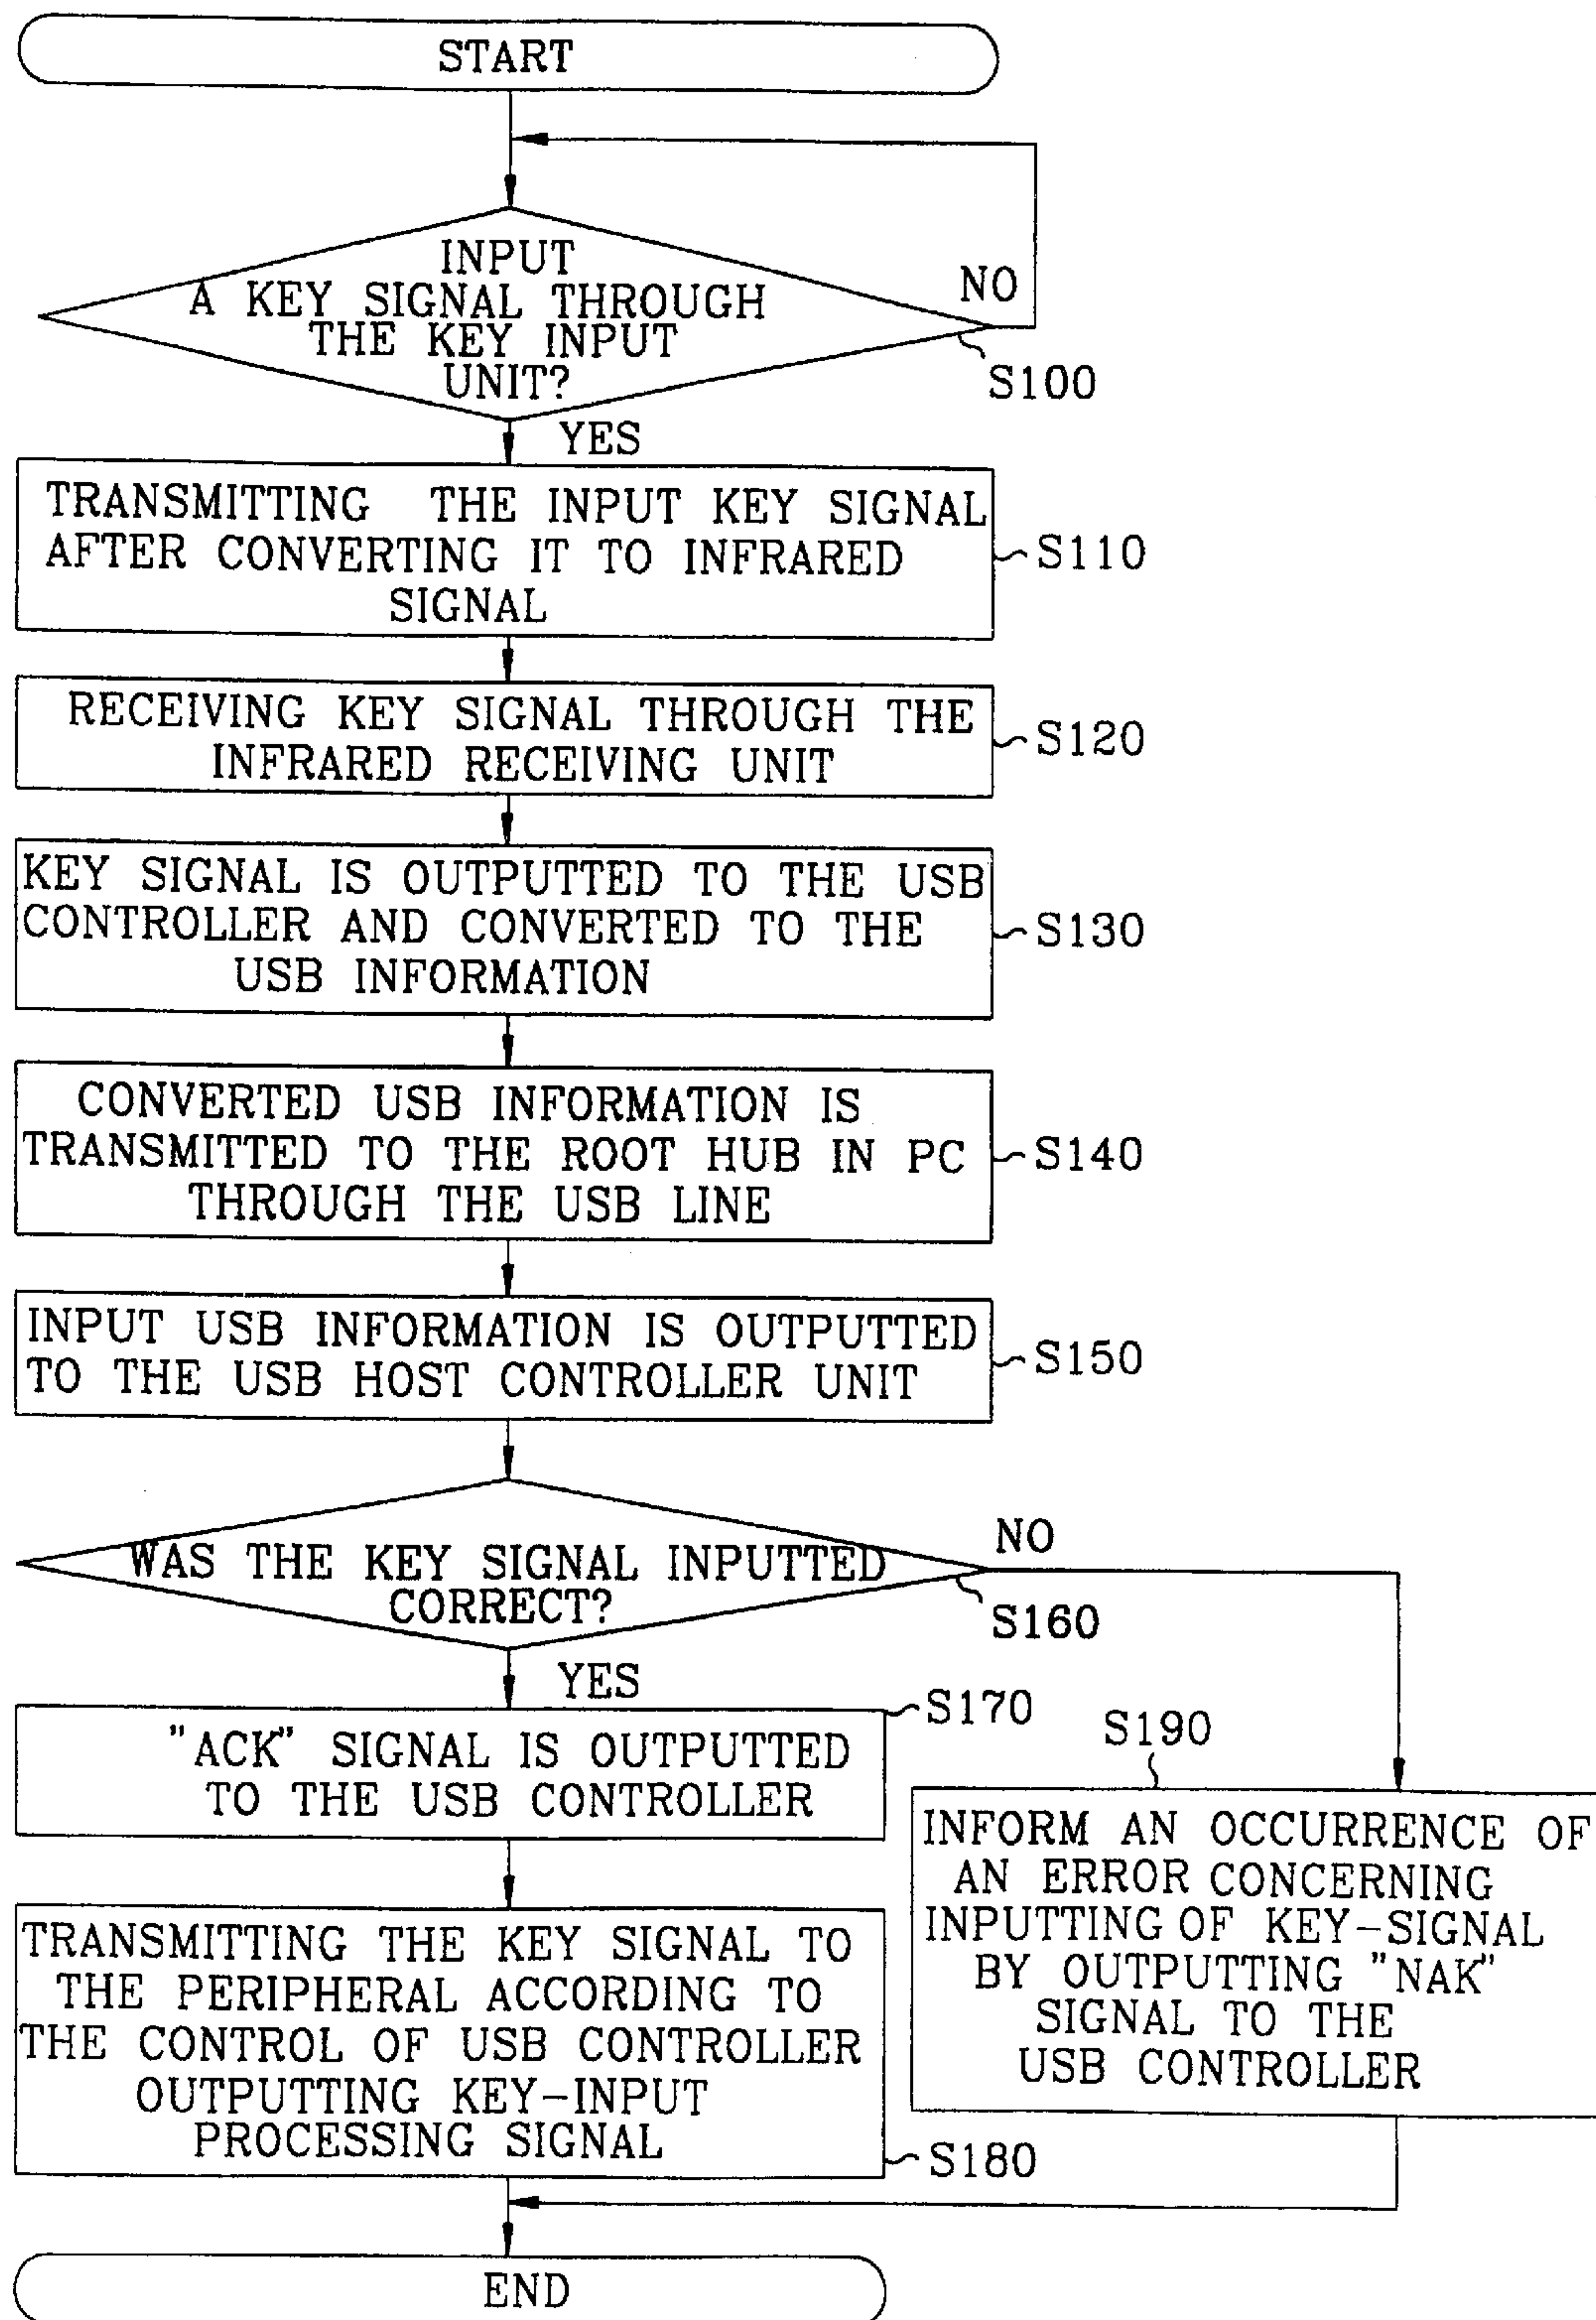 START
INPUT
A KEY SIGNAL THROUGH
THE KEY INPUT
UNIT?
NO
S100
YES
TRANSMITTING THE INPUT KEY SIGNAL
AFTER CONVERTING IT TO INFRARED
SIGNAL
S110
RECEIVING KEY SIGNAL THROUGH THE
INFRARED RECEIVING UNIT
S120
KEY SIGNAL IS OUTPUTTED TO THE USB
CONTROLLER AND CONVERTED TO THE
USB INFORMATION
S130
CONVERTED USB INFORMATION IS
TRANSMITTED TO THE ROOT HUB IN PC
THROUGH THE USB LINE
S140
INPUT USB INFORMATION IS OUTPUTTED
TO THE USB HOST CONTROLLER UNIT
S150
WAS THE KEY SIGNAL INPUTTED
CORRECT?
NO
S160
YES
"ACK" SIGNAL IS OUTPUTTED
TO THE USB CONTROLLER
S170
TRANSMITTING THE KEY SIGNAL TO
THE PERIPHERAL ACCORDING TO
THE CONTROL OF USB CONTROLLER
OUTPUTTING KEY-INPUT
PROCESSING SIGNAL
S180
S190
INFORM AN OCCURRENCE OF
AN ERROR CONCERNING
INPUTTING OF KEY-SIGNAL
BY OUTPUTTING "NAK"
SIGNAL TO THE
USB CONTROLLER
END